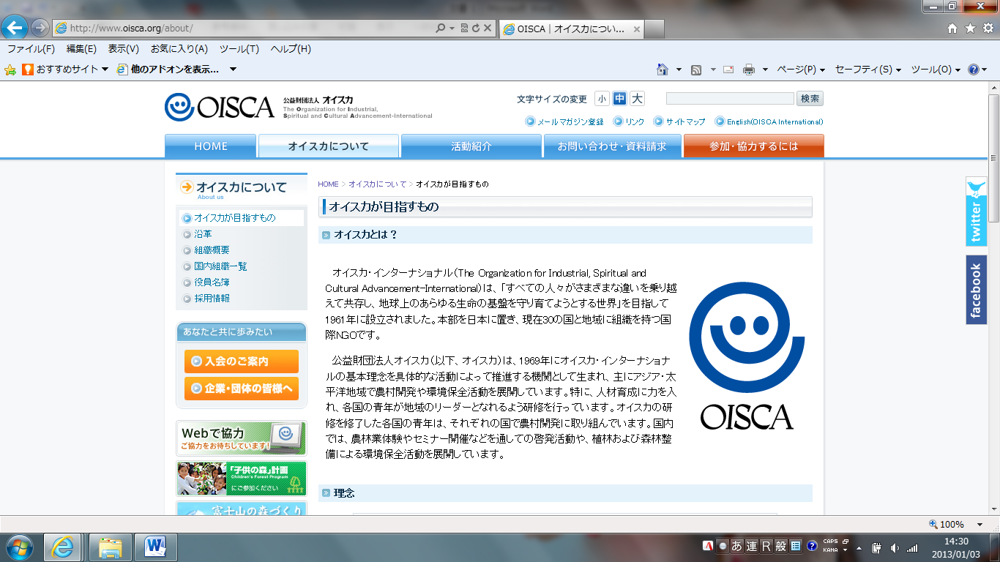 http://www.oisca.org/about/
OISCA｜オイスカについ...
ファイル(F) 編集(E) 表示(V) お気に入り(A) ツール(T) ヘルプ(H)
おすすめサイト 他のアドオンを表示...
ページ(P) セーフティ(S) ツール(O)
OISCA
公益財団法人 オイスカ
The Organization for Industrial,
Spiritual and Cultural Advancement-International
文字サイズの変更 小 中 大
検索
メールマガジン登録 リンク サイトマップ English(OISCA International)
HOME オイスカについて 活動紹介 お問い合わせ・資料請求 参加・協力するには
オイスカについて
About us
オイスカが目指すもの
沿革
組織概要
国内組織一覧
役員名簿
採用情報
あなたと共に歩みたい
入会のご案内
企業・団体の皆様へ
Webで協力
ご協力をお待ちしています!
「子供の森」計画
Children's Forest Program
にご参加ください
富士山の森づくり
HOME > オイスカについて > オイスカが目指すもの
オイスカが目指すもの
オイスカとは？
オイスカ・インターナショナル(The Organization for Industrial, Spiritual and
Cultural Advancement-International)は、「すべての人々がさまざまな違いを乗り越
えて共存し、地球上のあらゆる生命の基盤を守り育てようとする世界」を目指して
1961年に設立されました。本部を日本に置き、現在30の国と地域に組織を持つ国
際NGOです。
公益財団法人オイスカ(以下、オイスカ)は、1969年にオイスカ・インターナショナ
ルの基本理念を具体的な活動によって推進する機関として生まれ、主にアジア・太
平洋地域で農村開発や環境保全活動を展開しています。特に、人材育成に力を入
れ、各国の青年が地域のリーダーとなれるよう研修を行っています。オイスカの研
修を修了した各国の青年は、それぞれの国で農村開発に取り組んでいます。国内
では、農林業体験やセミナー開催などを通しての啓発活動や、植林および森林整
備による環境保全活動を展開しています。
OISCA
理念
twitter
facebook
100%
A あ 連 R 般 CAPS KANA
14:30
2013/01/03